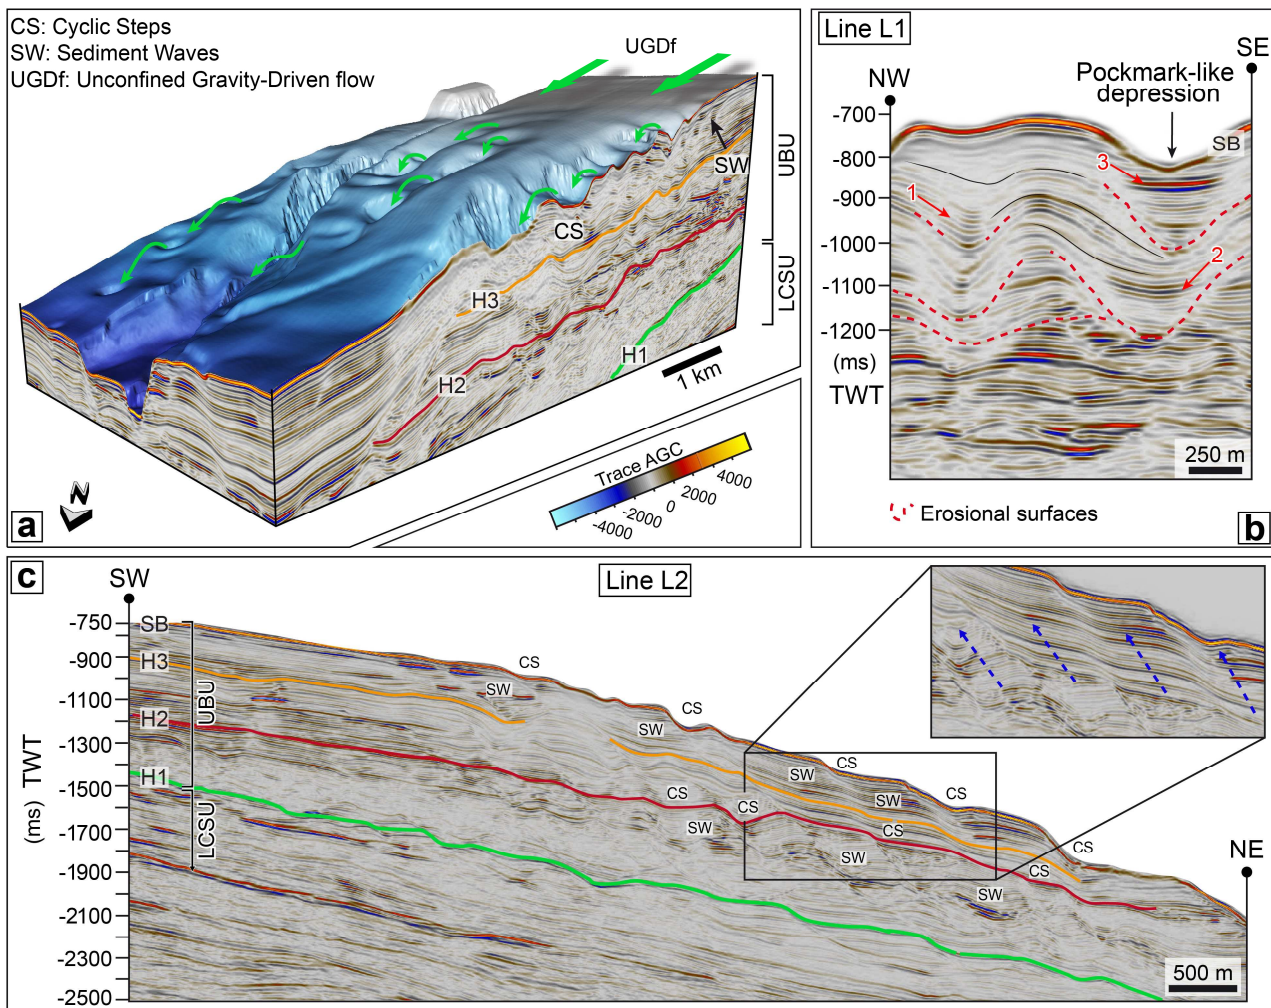 CS: Cyclic Steps
SW: Sediment Waves
UGDf: Unconfined Gravity-Driven flow
UGDf
SW
UBU
CS
LCSU
H3
H1
H2
1 km
Trace AGC
-4000
-2000
0
2000
4000
N
a
Line L1
NW
SE
Pockmark-like
depression
-700
SB
-800
3
1
-900
-1000
2
-1100
-1200
(ms)
TWT
250 m
Erosional surfaces
b
c
SW
Line L2
-750
SB
-900
H3
CS
SW
UBU
-1100
H2
CS
SW
-1300
TWT
(ms)
H1
CS
SW
-1500
SW
CS
CS
CS
LCSU
-1700
SW
CS
CS
SW
-1900
CS
NE
SW
-2100
-2300
500 m
-2500